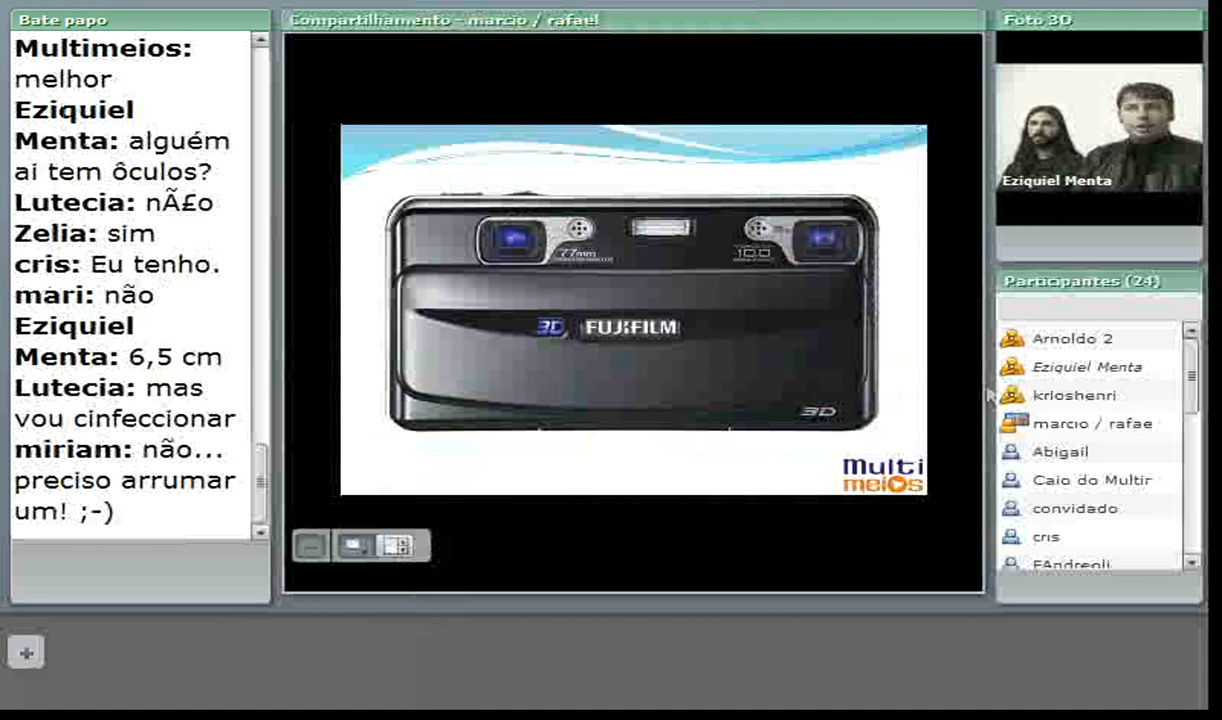 Bate papo
Multimeios:
melhor
Eziquiel
Menta: alguém
ai tem ôculos?
Lutecia: nÃ£o
Zelia: sim
cris: Eu tenho.
mari: não
Eziquiel
Menta: 6,5 cm
Lutecia: mas
vou cinfeccionar
miriam: não...
preciso arrumar
um! ;-)
Compartilhamento - marcio / rafael
77mm
10.0
3D FUJIFILM
3D
Multi
meios
Foto 3D
Eziquiel Menta
Participantes (24)
Arnoldo 2
Eziquiel Menta
krloshenri
marcio / rafae
Abigail
Caio do Multir
convidado
cris
FAndreoli